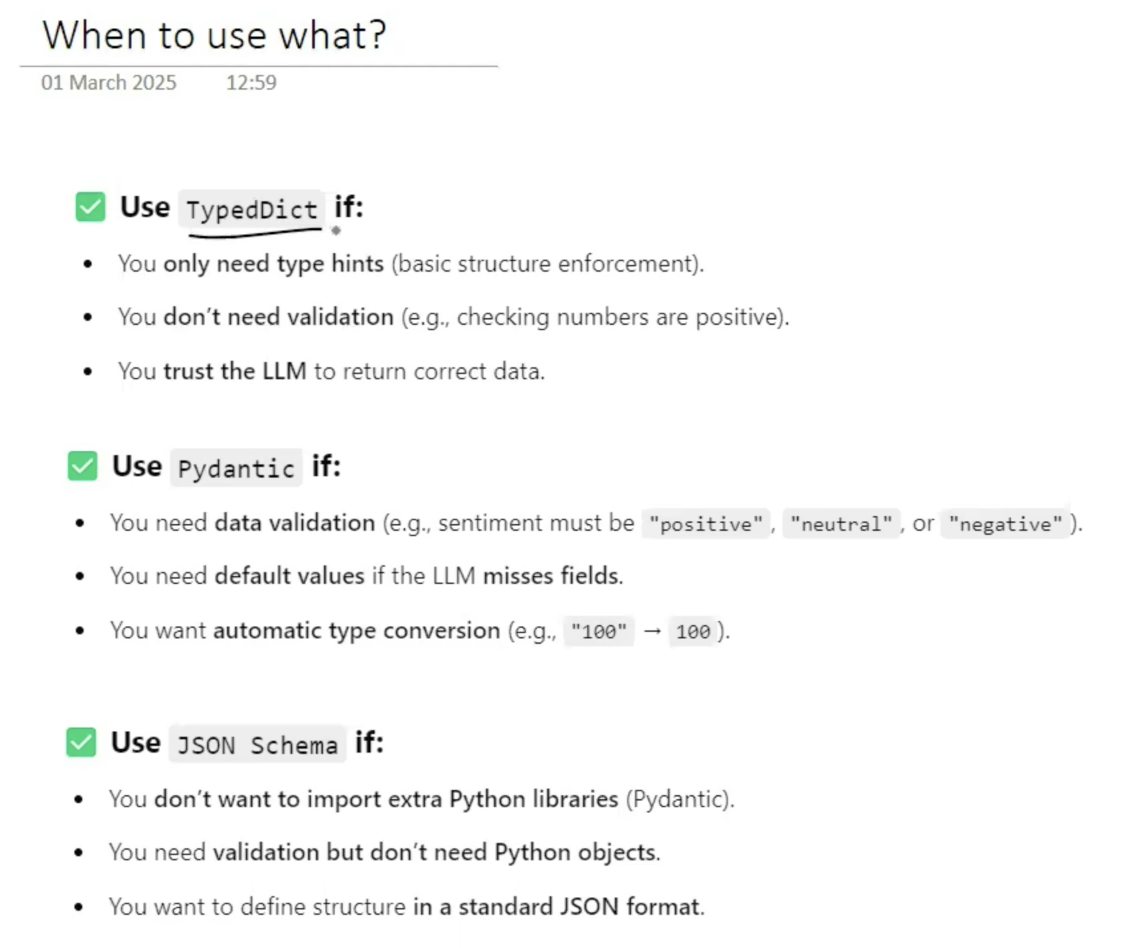 When to use what?
01 March 2025 12:59
✅ Use TypedDict if:
• You only need type hints (basic structure enforcement).
• You don’t need validation (e.g., checking numbers are positive).
• You trust the LLM to return correct data.
✅ Use Pydantic if:
• You need data validation (e.g., sentiment must be "positive", "neutral", or "negative").
• You need default values if the LLM misses fields.
• You want automatic type conversion (e.g., "100" → 100).
✅ Use JSON Schema if:
• You don’t want to import extra Python libraries (Pydantic).
• You need validation but don’t need Python objects.
• You want to define structure in a standard JSON format.